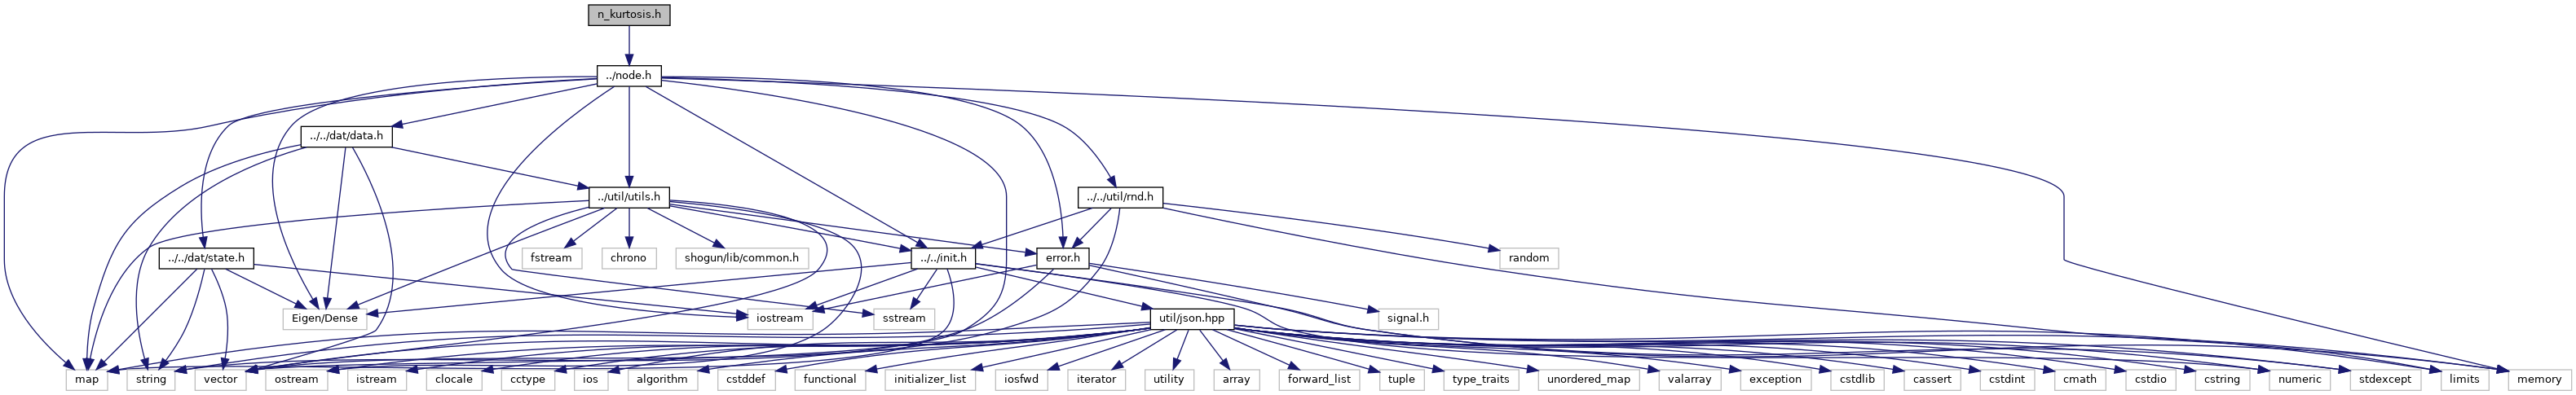 n_kurtosis.h
../node.h
../../dat/data.h
../util/utils.h
../../util/rnd.h
../../dat/state.h
fstream
chrono
shogun/lib/common.h
../../init.h
error.h
random
Eigen/Dense
iostream
sstream
util/json.hpp
signal.h
map
string
vector
ostream
istream
clocale
cctype
ios
algorithm
cstddef
functional
initializer_list
iosfwd
iterator
utility
array
forward_list
tuple
type_traits
unordered_map
valarray
exception
cstdlib
cassert
cstdint
cmath
cstdio
cstring
numeric
stdexcept
limits
memory